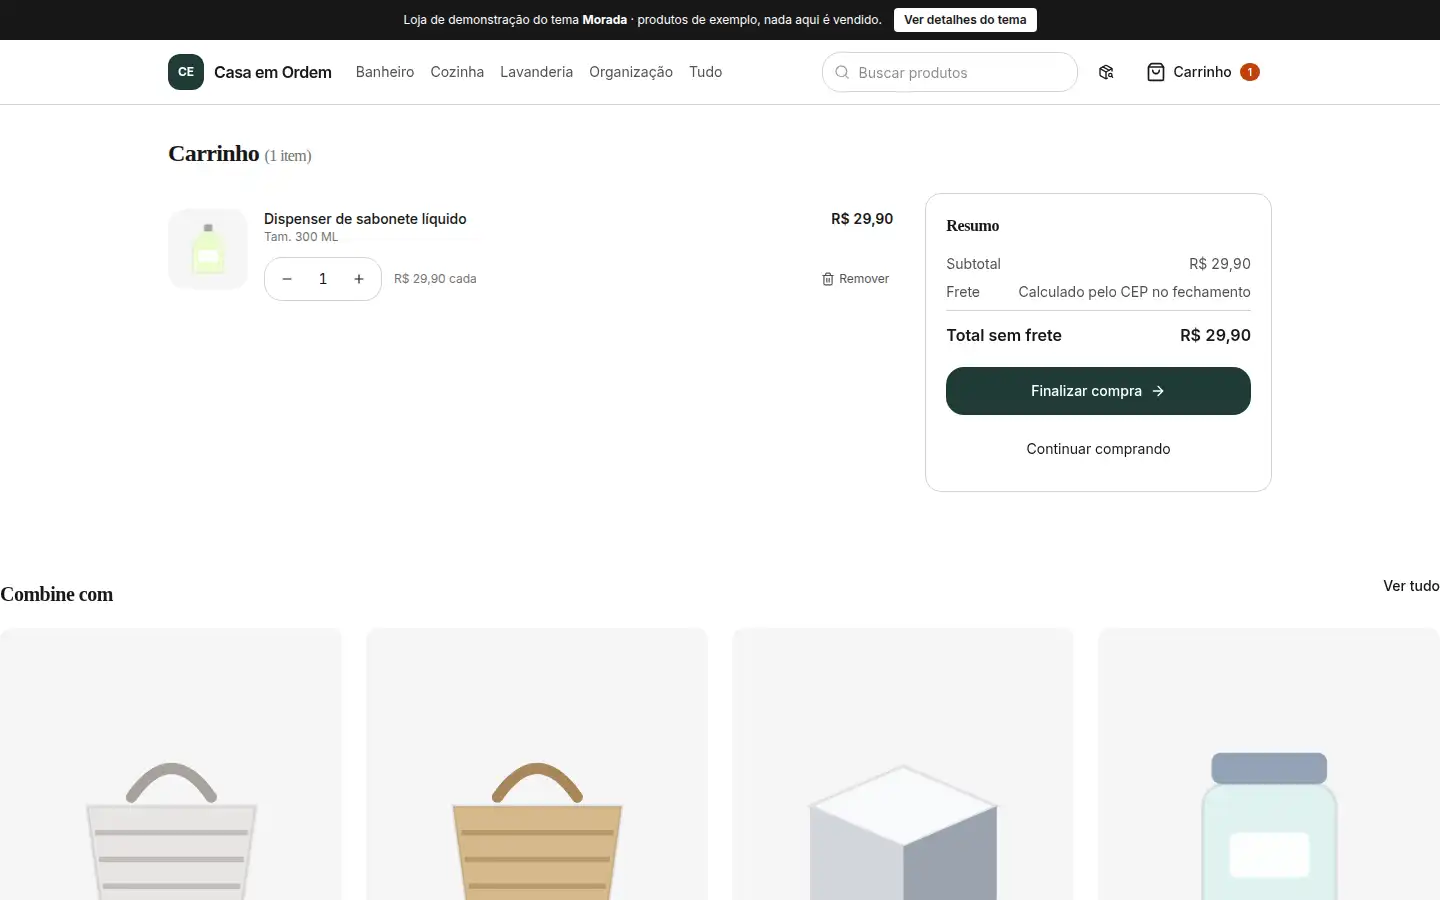 Loja de demonstração do tema Morada · produtos de exemplo, nada aqui é vendido. Ver detalhes do tema
CE Casa em Ordem Banheiro Cozinha Lavanderia Organização Tudo Buscar produtos Carrinho 1
Carrinho (1 item)
Dispenser de sabonete líquido R$ 29,90
Tam. 300 ML
− 1 + R$ 29,90 cada Remover
Resumo
Subtotal R$ 29,90
Frete Calculado pelo CEP no fechamento
Total sem frete R$ 29,90
Finalizar compra →
Continuar comprando
Combine com Ver tudo